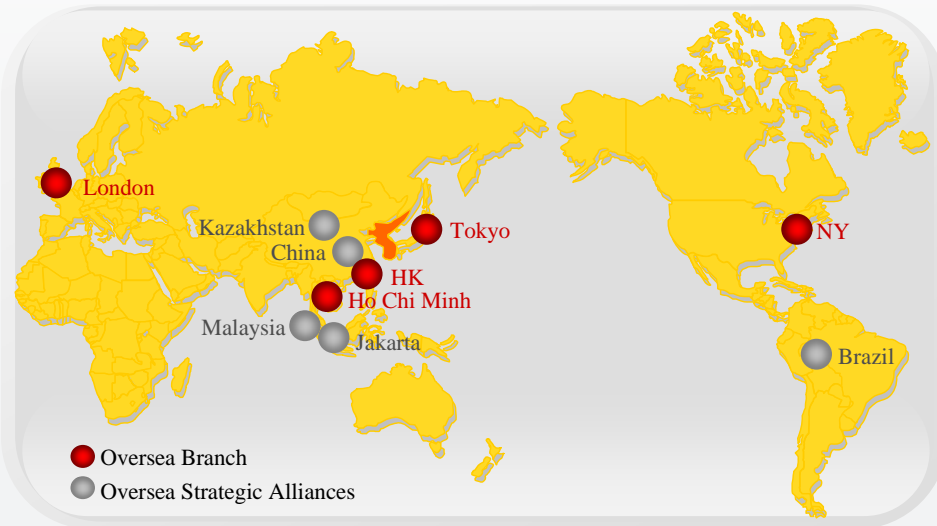 London
Kazakhstan
Tokyo
NY
China
HK
Ho Chi Minh
Malaysia
Jakarta
Brazil
Oversea Branch
Oversea Strategic Alliances